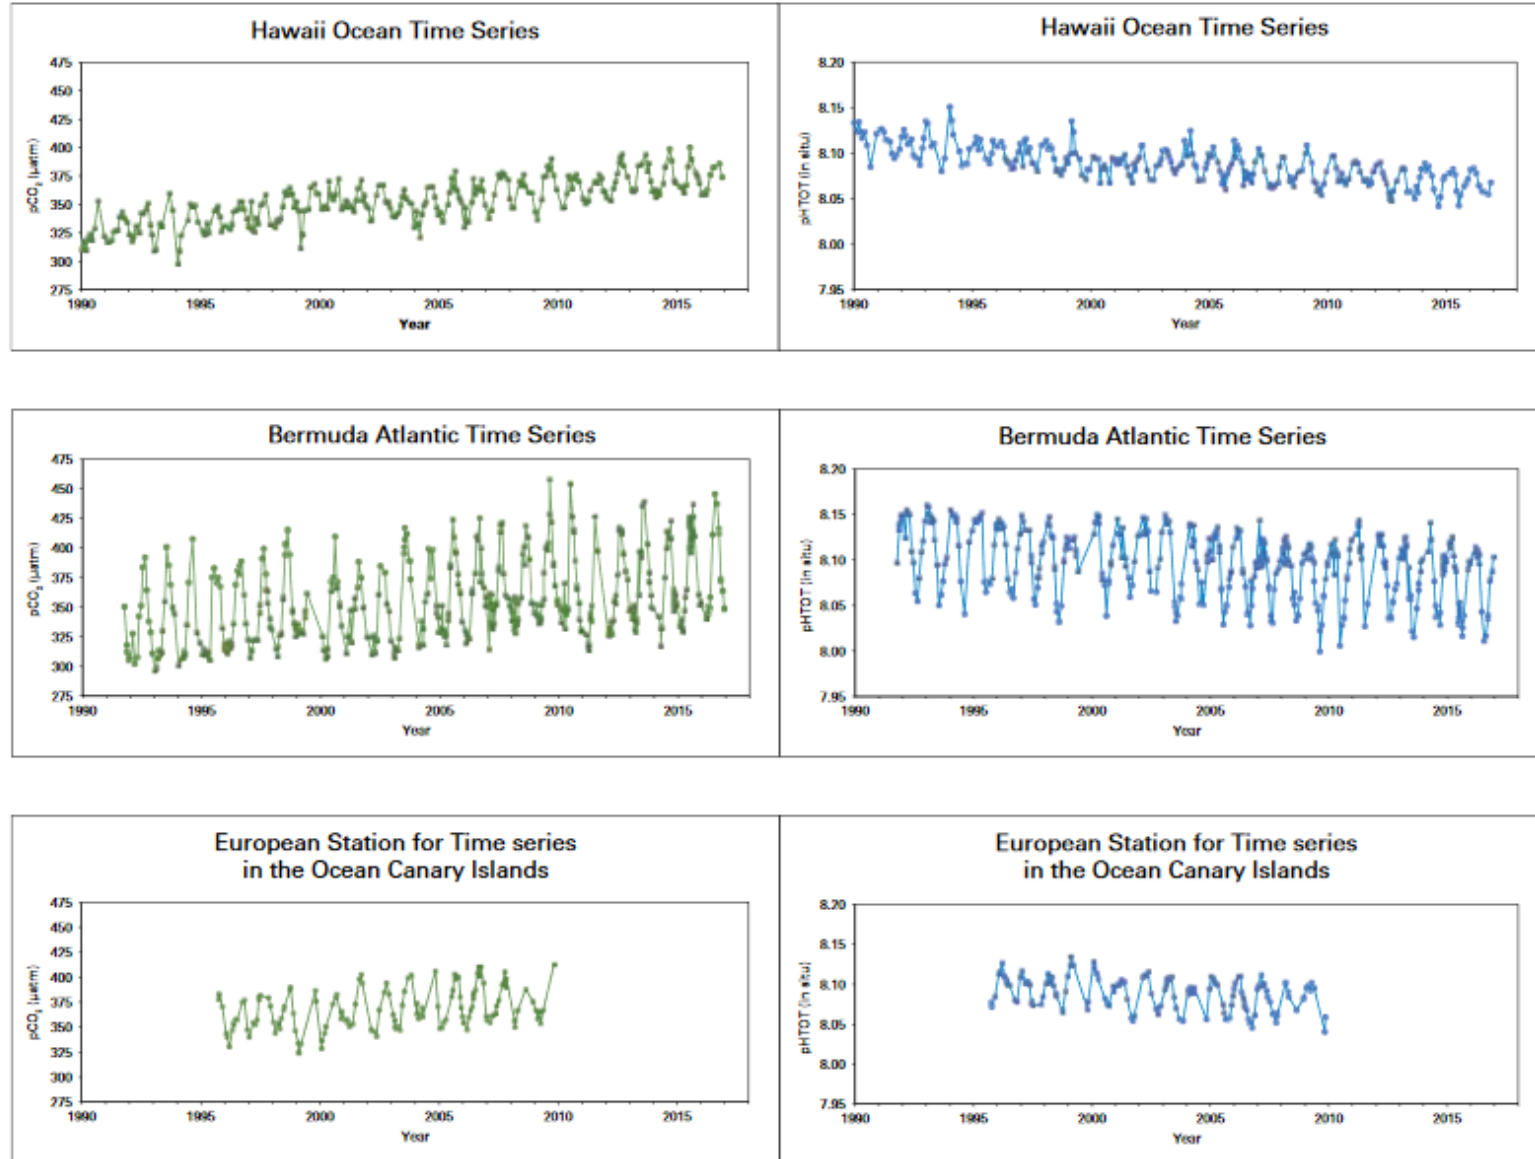 Hawaii Ocean Time Series
475
450
425
400
375
350
325
300
275
pCO₂ (µatm)
1990 1995 2000 2005 2010 2015
Year
Hawaii Ocean Time Series
8.20
8.15
8.10
8.05
8.00
7.95
pHTOT (in situ)
1990 1995 2000 2005 2010 2015
Year
Bermuda Atlantic Time Series
475
450
425
400
375
350
325
300
275
pCO₂ (µatm)
1990 1995 2000 2005 2010 2015
Year
Bermuda Atlantic Time Series
8.20
8.15
8.10
8.05
8.00
7.95
pHTOT (in situ)
1990 1995 2000 2005 2010 2015
Year
European Station for Time series
in the Ocean Canary Islands
475
450
425
400
375
350
325
300
275
pCO₂ (µatm)
1990 1995 2000 2005 2010 2015
Year
European Station for Time series
in the Ocean Canary Islands
8.20
8.15
8.10
8.05
8.00
7.95
pHTOT (in situ)
1990 1995 2000 2005 2010 2015
Year